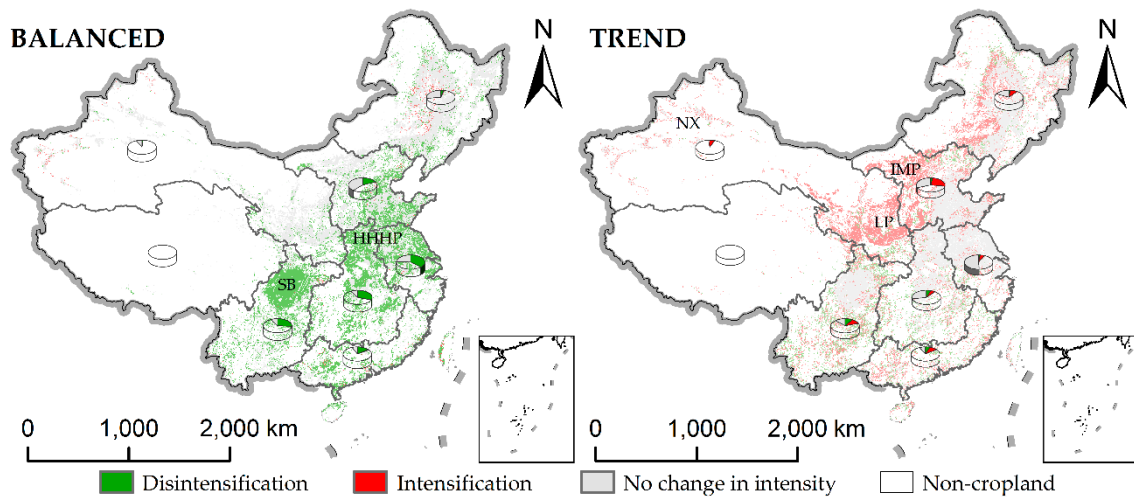 BALANCED
N
TREND
N
NX
IMP
LP
HHHP
SB
0 1,000 2,000 km
0 1,000 2,000 km
Disintensification
Intensification
No change in intensity
Non-cropland